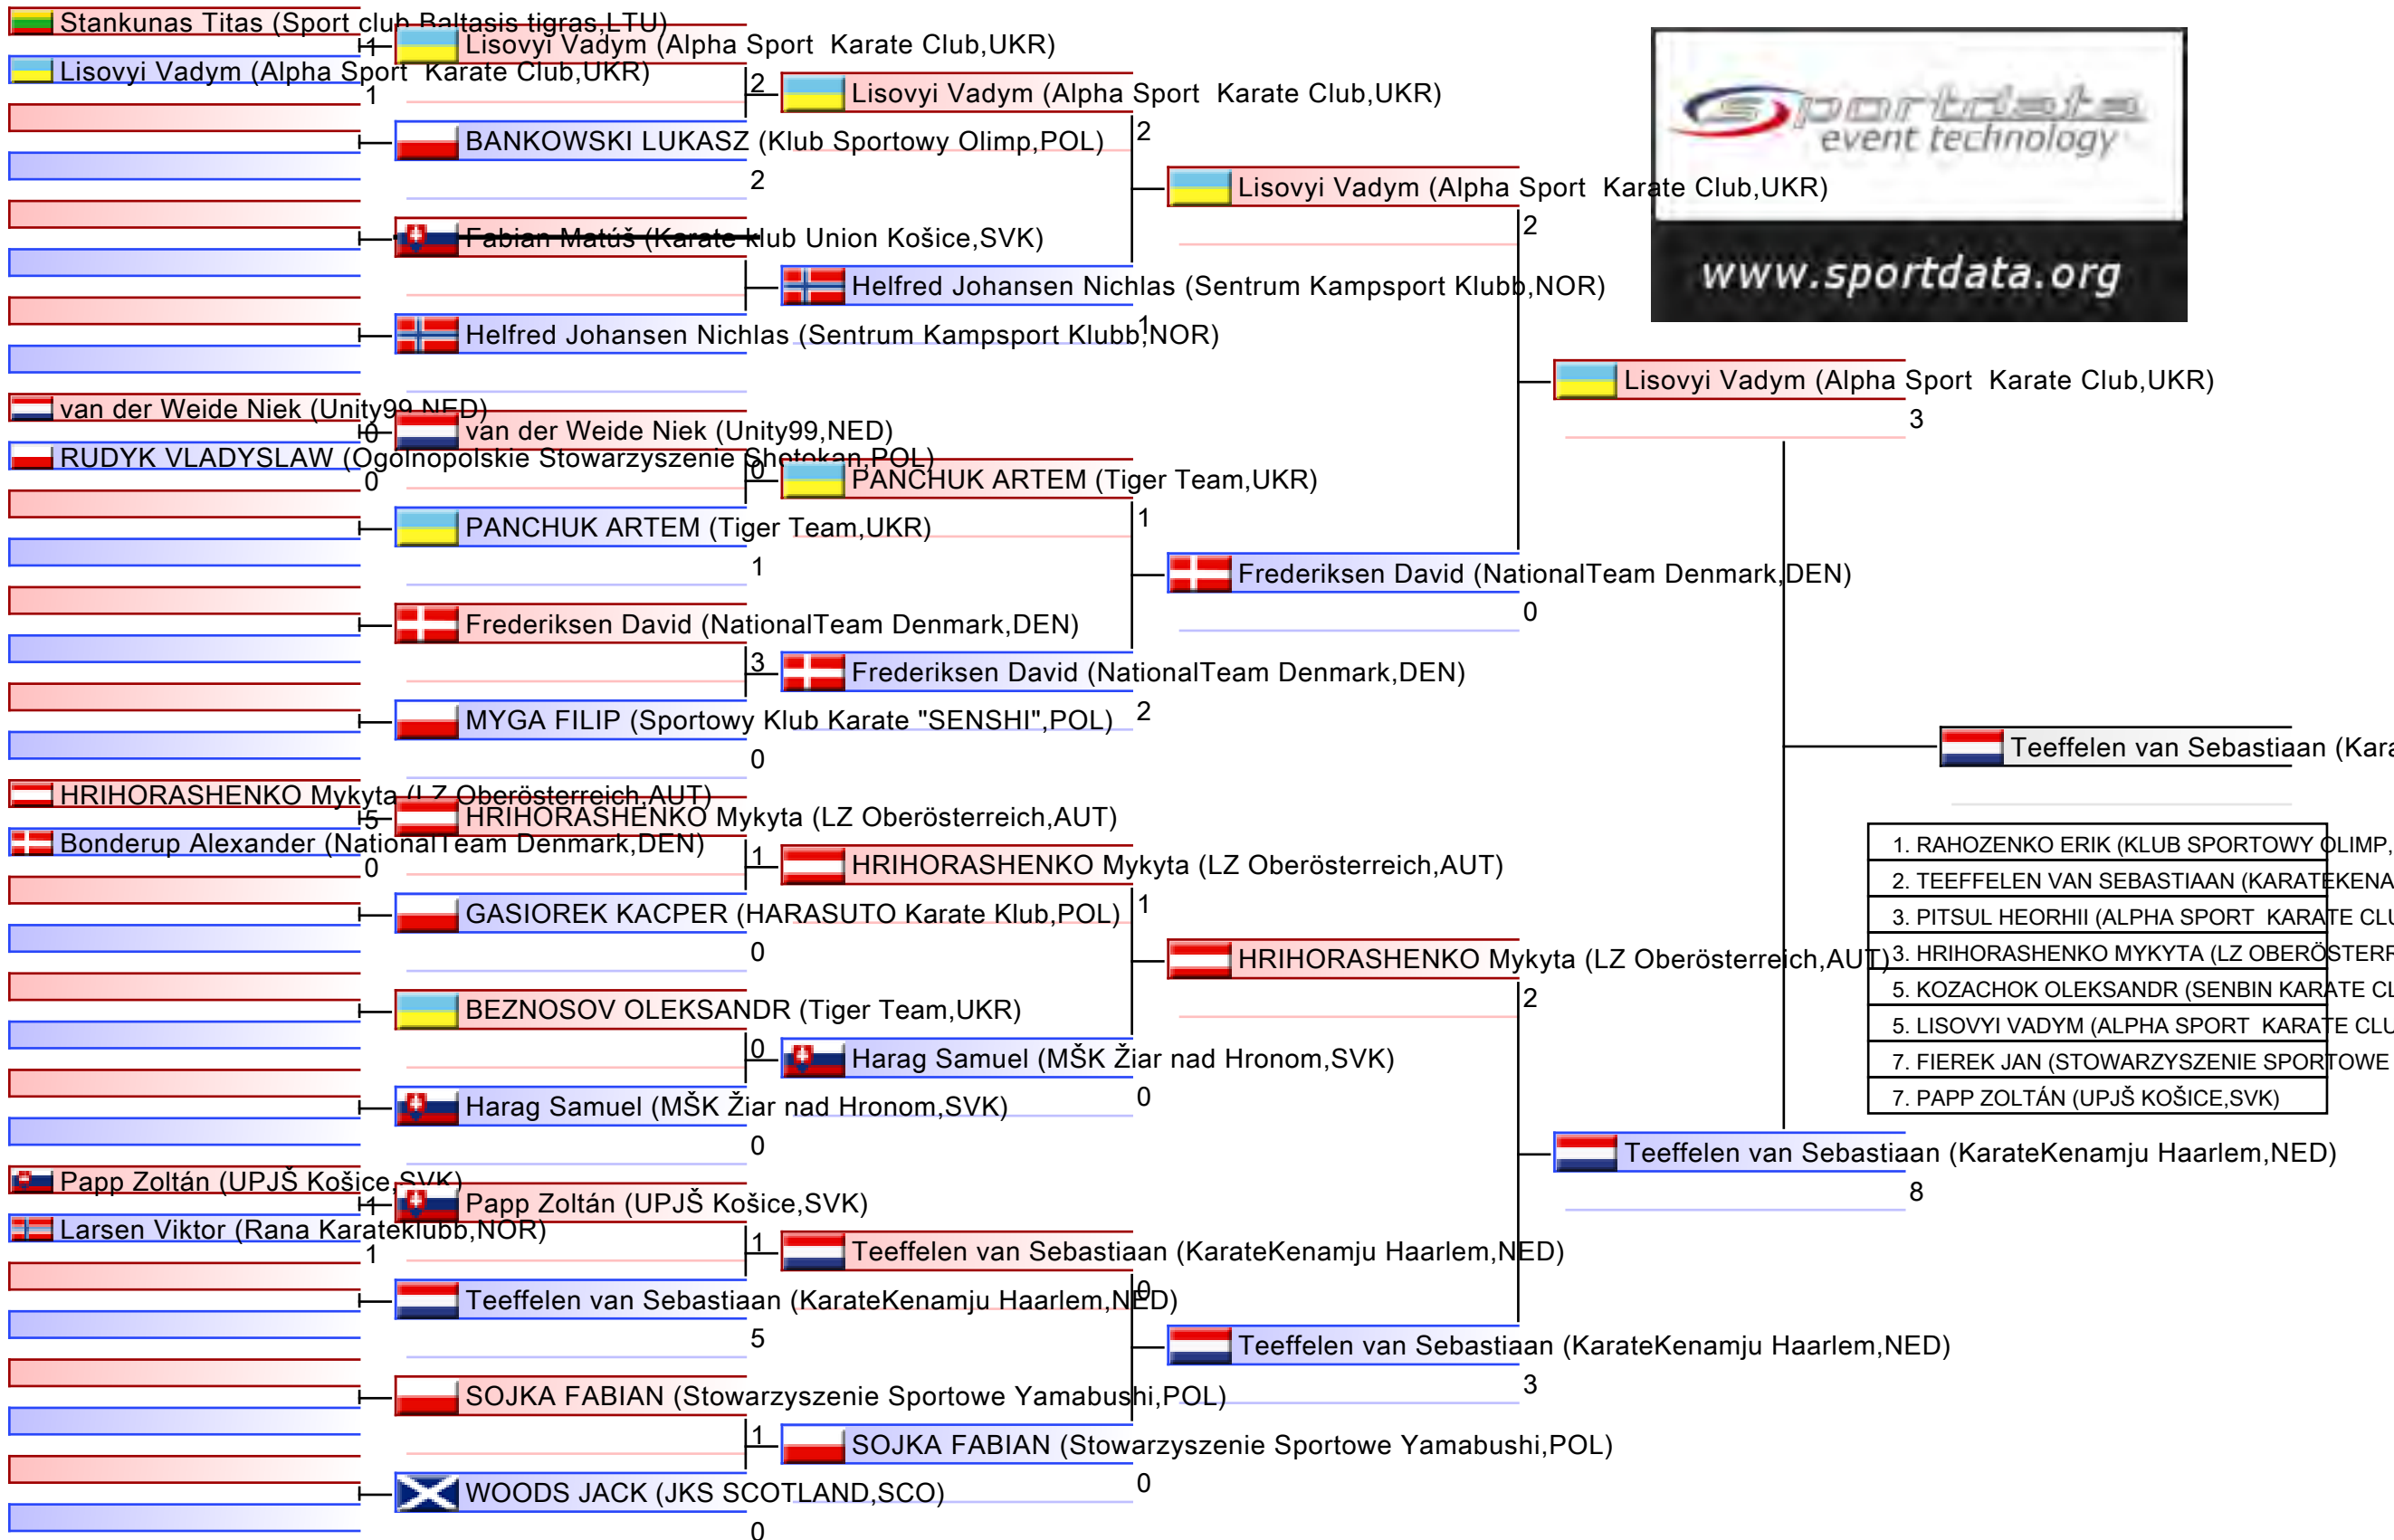 Stankunas Titas (Sport club Baltasis tigras,LTU)
1
Lisovyi Vadym (Alpha Sport  Karate Club,UKR)
1
van der Weide Niek (Unity99,NED)
0
RUDYK VLADYSLAW (Ogolnopolskie Stowarzyszenie Shotokan,POL)
0
HRIHORASHENKO Mykyta (LZ Oberösterreich,AUT)
5
Bonderup Alexander (NationalTeam Denmark,DEN)
0
Papp Zoltán (UPJŠ Košice,SVK)
1
Larsen Viktor (Rana Karateklubb,NOR)
1
Lisovyi Vadym (Alpha Sport  Karate Club,UKR)
2
BANKOWSKI LUKASZ (Klub Sportowy Olimp,POL)
2
Fabian Matúš (Karate klub Union Košice,SVK)
Helfred Johansen Nichlas (Sentrum Kampsport Klubb,NOR)
van der Weide Niek (Unity99,NED)
0
PANCHUK ARTEM (Tiger Team,UKR)
1
Frederiksen David (NationalTeam Denmark,DEN)
3
MYGA FILIP (Sportowy Klub Karate "SENSHI",POL)
0
HRIHORASHENKO Mykyta (LZ Oberösterreich,AUT)
1
GASIOREK KACPER (HARASUTO Karate Klub,POL)
0
BEZNOSOV OLEKSANDR (Tiger Team,UKR)
0
Harag Samuel (MŠK Žiar nad Hronom,SVK)
0
Papp Zoltán (UPJŠ Košice,SVK)
1
Teeffelen van Sebastiaan (KarateKenamju Haarlem,NED)
5
SOJKA FABIAN (Stowarzyszenie Sportowe Yamabushi,POL)
1
WOODS JACK (JKS SCOTLAND,SCO)
0
Lisovyi Vadym (Alpha Sport  Karate Club,UKR)
2
Helfred Johansen Nichlas (Sentrum Kampsport Klubb,NOR)
1
PANCHUK ARTEM (Tiger Team,UKR)
1
Frederiksen David (NationalTeam Denmark,DEN)
2
HRIHORASHENKO Mykyta (LZ Oberösterreich,AUT)
1
Harag Samuel (MŠK Žiar nad Hronom,SVK)
0
Teeffelen van Sebastiaan (KarateKenamju Haarlem,NED)
0
SOJKA FABIAN (Stowarzyszenie Sportowe Yamabushi,POL)
0
Lisovyi Vadym (Alpha Sport  Karate Club,UKR)
2
Frederiksen David (NationalTeam Denmark,DEN)
0
HRIHORASHENKO Mykyta (LZ Oberösterreich,AUT)
2
Teeffelen van Sebastiaan (KarateKenamju Haarlem,NED)
3
Lisovyi Vadym (Alpha Sport  Karate Club,UKR)
3
Teeffelen van Sebastiaan (KarateKenamju Haarlem,NED)
8
Teeffelen van Sebastiaan (Kara
sportdata
event technology
www.sportdata.org
1. RAHOZENKO ERIK (KLUB SPORTOWY OLIMP,
2. TEEFFELEN VAN SEBASTIAAN (KARATEKENA
3. PITSUL HEORHII (ALPHA SPORT  KARATE CLU
3. HRIHORASHENKO MYKYTA (LZ OBERÖSTERR
5. KOZACHOK OLEKSANDR (SENBIN KARATE CL
5. LISOVYI VADYM (ALPHA SPORT  KARATE CLU
7. FIEREK JAN (STOWARZYSZENIE SPORTOWE
7. PAPP ZOLTÁN (UPJŠ KOŠICE,SVK)